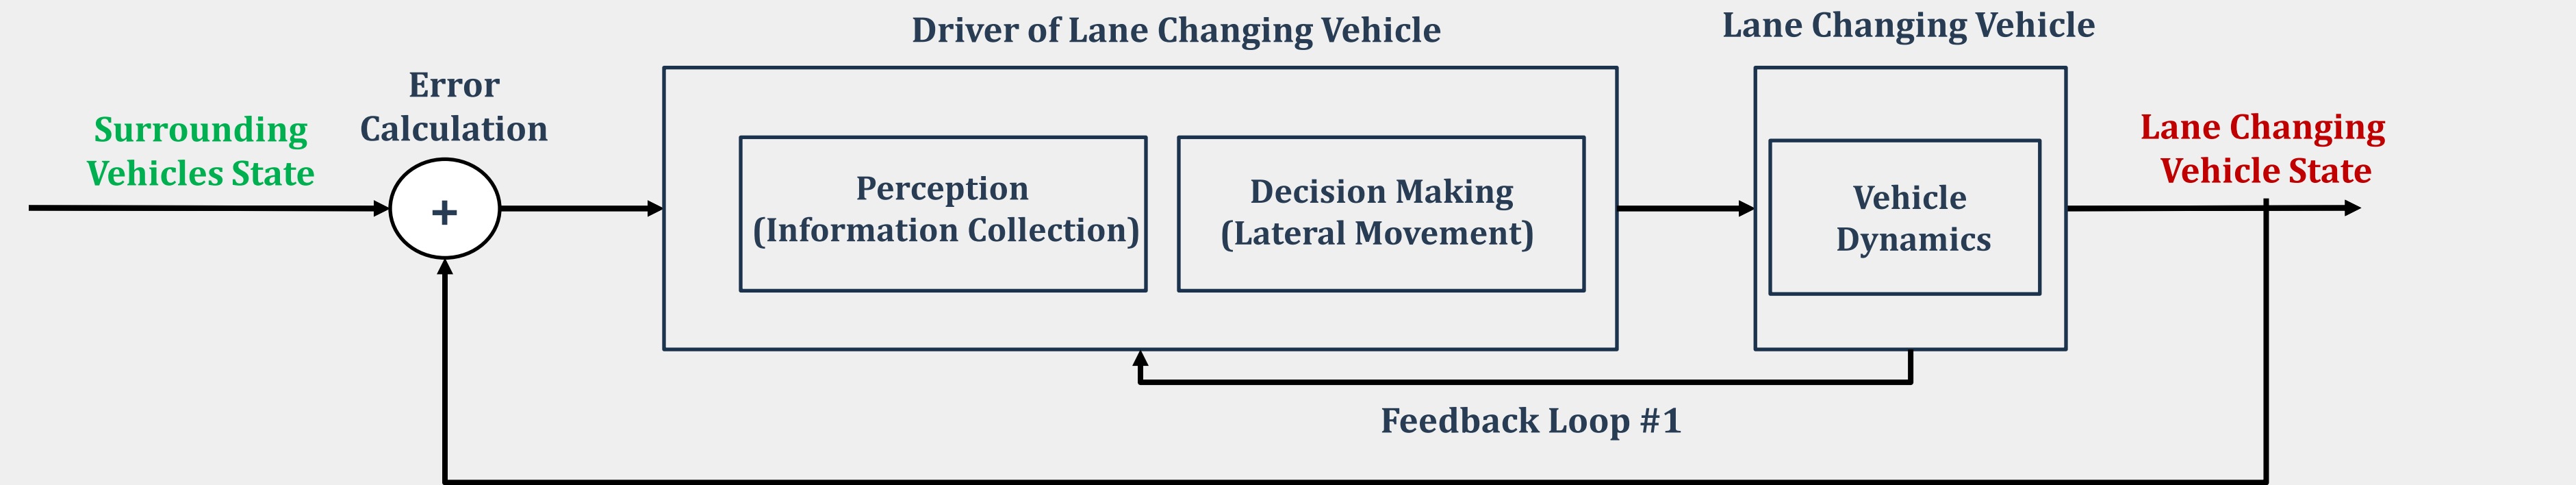 Driver of Lane Changing Vehicle
Lane Changing Vehicle
Error
Calculation
Surrounding
Vehicles State
+
Perception
(Information Collection)
Decision Making
(Lateral Movement)
Vehicle
Dynamics
Lane Changing
Vehicle State
Feedback Loop #1